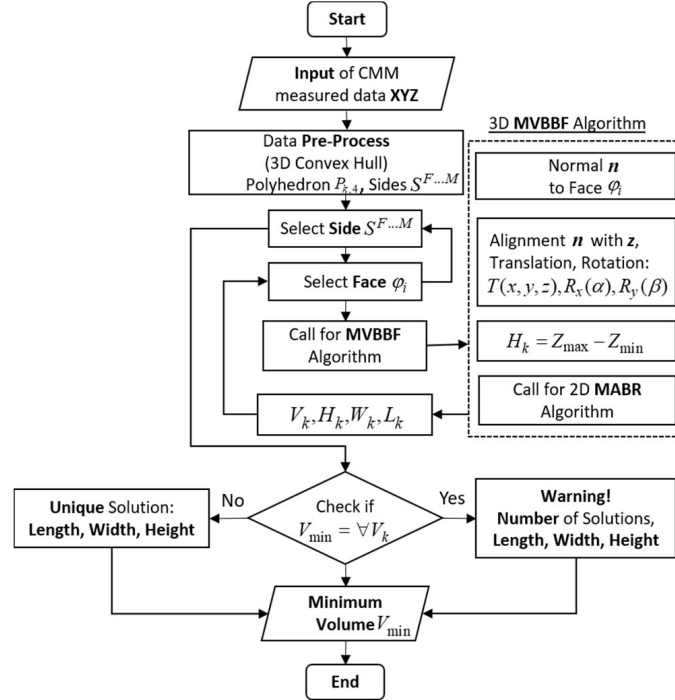 Start
Input of CMM
measured data XYZ
3D MVBBF Algorithm
Data Pre-Process
(3D Convex Hull)
Polyhedron P_{k,4}, Sides S^{F...M}
Normal n
to Face φ_i
Select Side S^{F...M}
Alignment n with z,
Translation, Rotation:
T(x, y, z), R_x(α), R_y(β)
Select Face φ_i
Call for MVBBF
Algorithm
H_k = Z_max − Z_min
Call for 2D MABR
Algorithm
V_k, H_k, W_k, L_k
No
Yes
Unique Solution:
Length, Width, Height
Check if
V_min = ∀V_k
Warning!
Number of Solutions,
Length, Width, Height
Minimum
Volume V_min
End